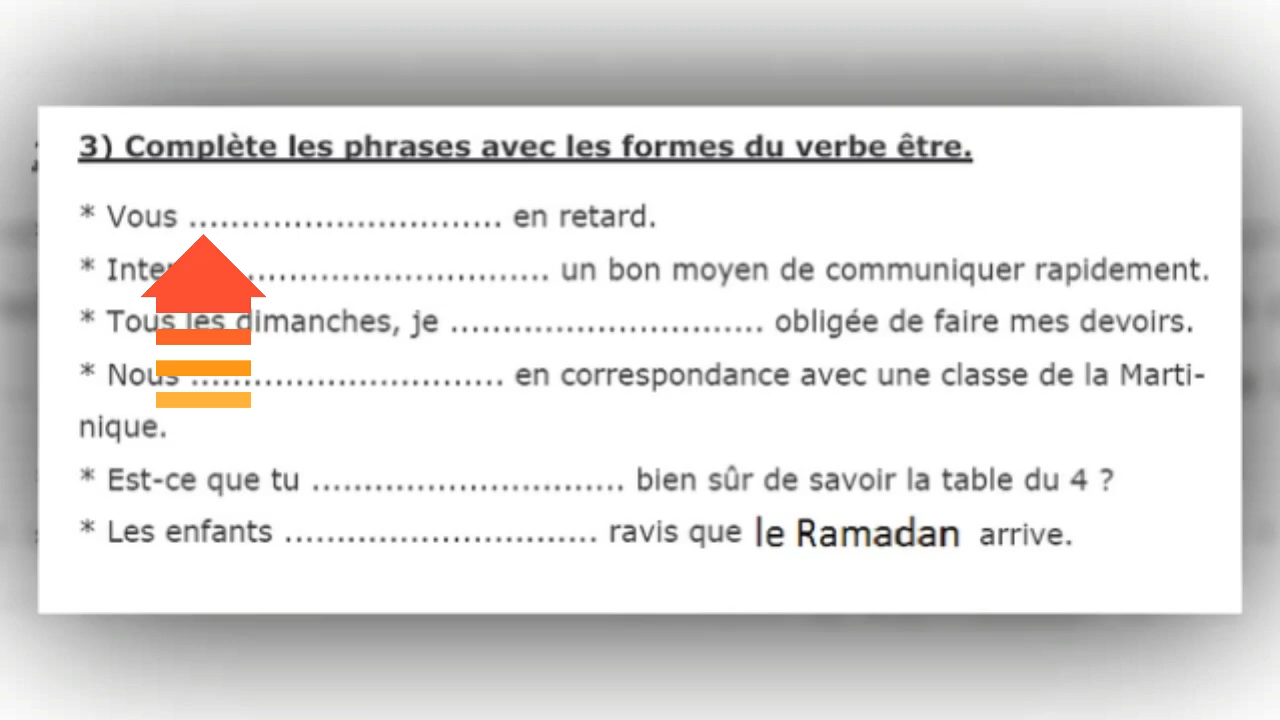 3) Complète les phrases avec les formes du verbe être.
* Vous .............................. en retard.
* ............................. un bon moyen de communiquer rapidement.
* Tous les dimanches, je .............................. obligée de faire mes devoirs.
* Nous .............................. en correspondance avec une classe de la Marti-
nique.
* Est-ce que tu .............................. bien sûr de savoir la table du 4 ?
* Les enfants .............................. ravis que le Ramadan arrive.